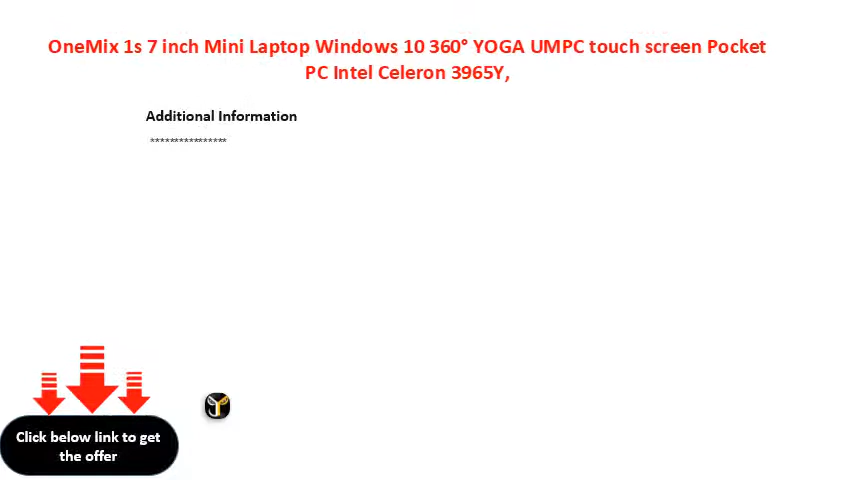 OneMix 1s 7 inch Mini Laptop Windows 10 360° YOGA UMPC touch screen Pocket
PC Intel Celeron 3965Y,
Additional Information
****************
Click below link to get
the offer